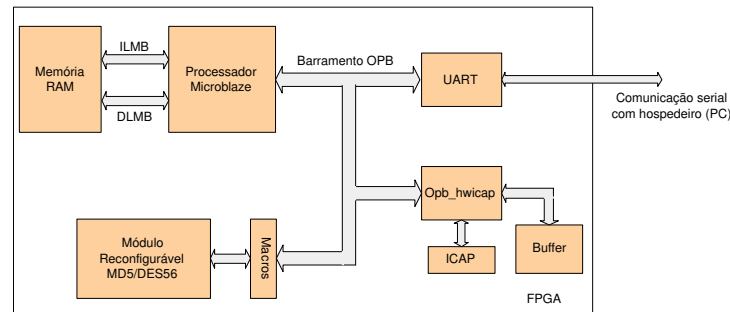 Memória
RAM
ILMB
DLMB
Processador
Microblaze
Barramento OPB
UART
Comunicação serial
com hospedeiro (PC)
Opb_hwicap
ICAP
Buffer
Módulo
Reconfigurável
MD5/DES56
Macros
FPGA